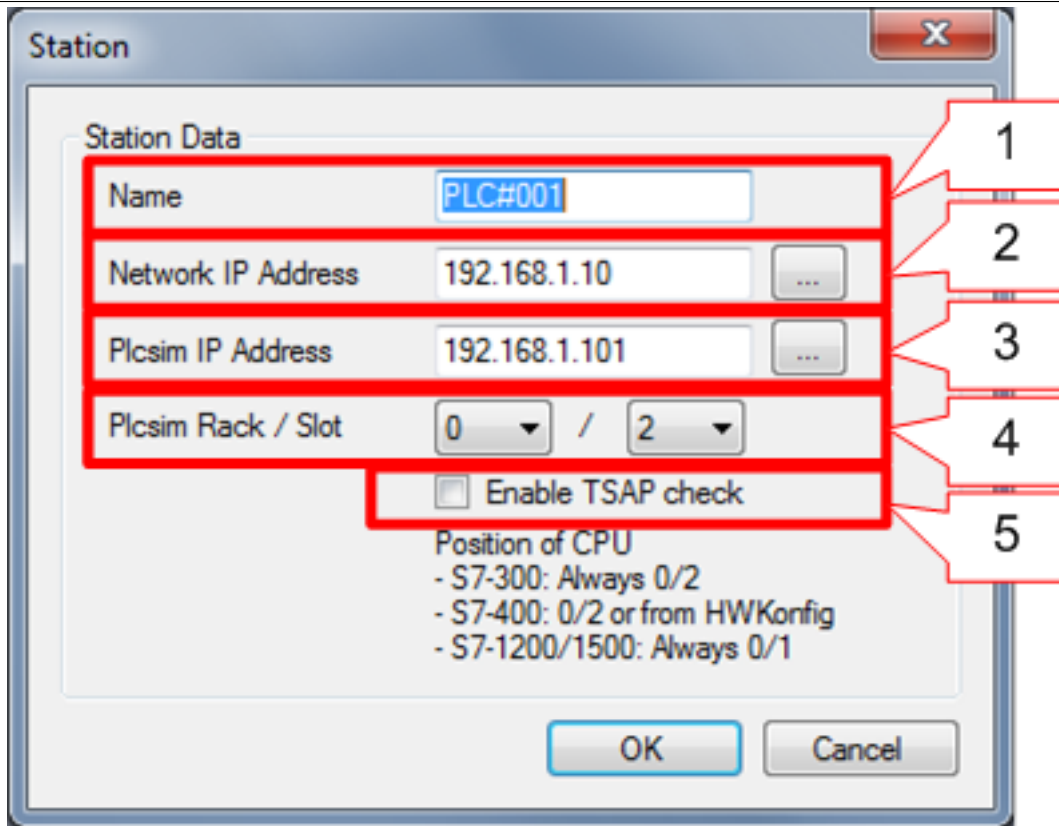 Station
Station Data
Name PLC#001
1
Network IP Address 192.168.1.10 ...
2
Plcsim IP Address 192.168.1.101 ...
3
Plcsim Rack / Slot 0 / 2
4
Enable TSAP check
5
Position of CPU
- S7-300: Always 0/2
- S7-400: 0/2 or from HWKonfig
- S7-1200/1500: Always 0/1
OK Cancel